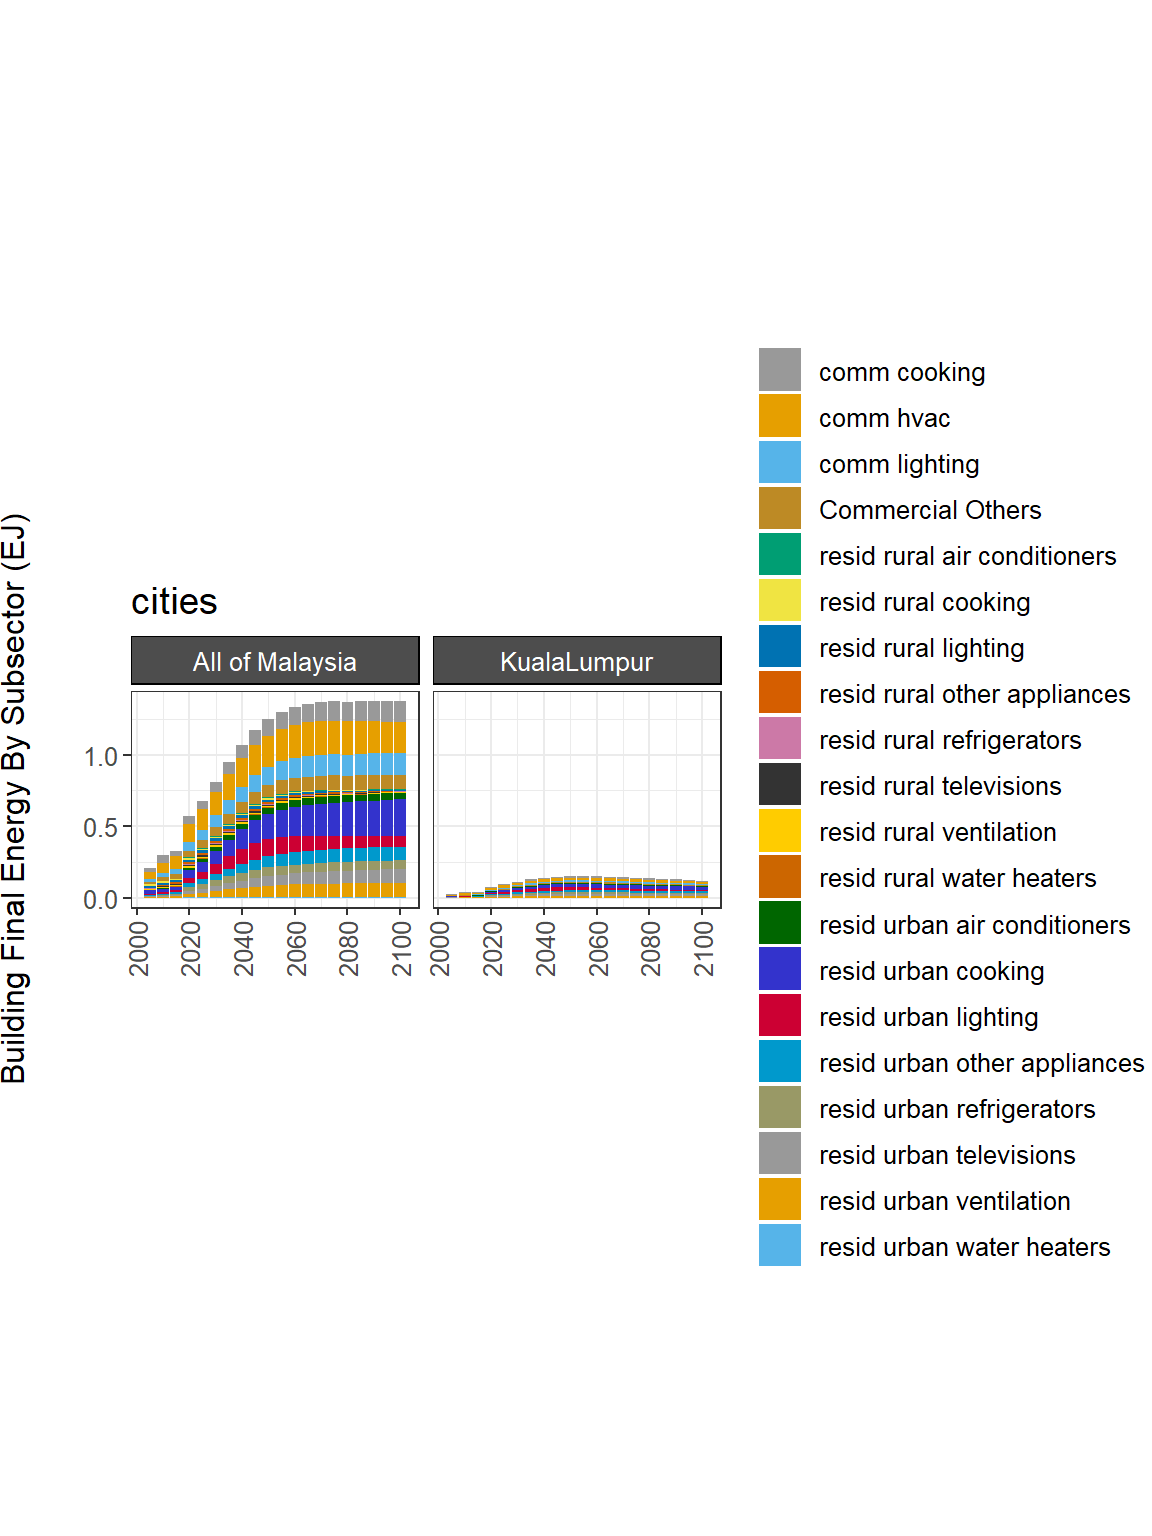 Building Final Energy By Subsector (EJ)
cities
All of Malaysia
KualaLumpur
1.0
0.5
0.0
2000
2020
2040
2060
2080
2100
2000
2020
2040
2060
2080
2100
comm cooking
comm hvac
comm lighting
Commercial Others
resid rural air conditioners
resid rural cooking
resid rural lighting
resid rural other appliances
resid rural refrigerators
resid rural televisions
resid rural ventilation
resid rural water heaters
resid urban air conditioners
resid urban cooking
resid urban lighting
resid urban other appliances
resid urban refrigerators
resid urban televisions
resid urban ventilation
resid urban water heaters